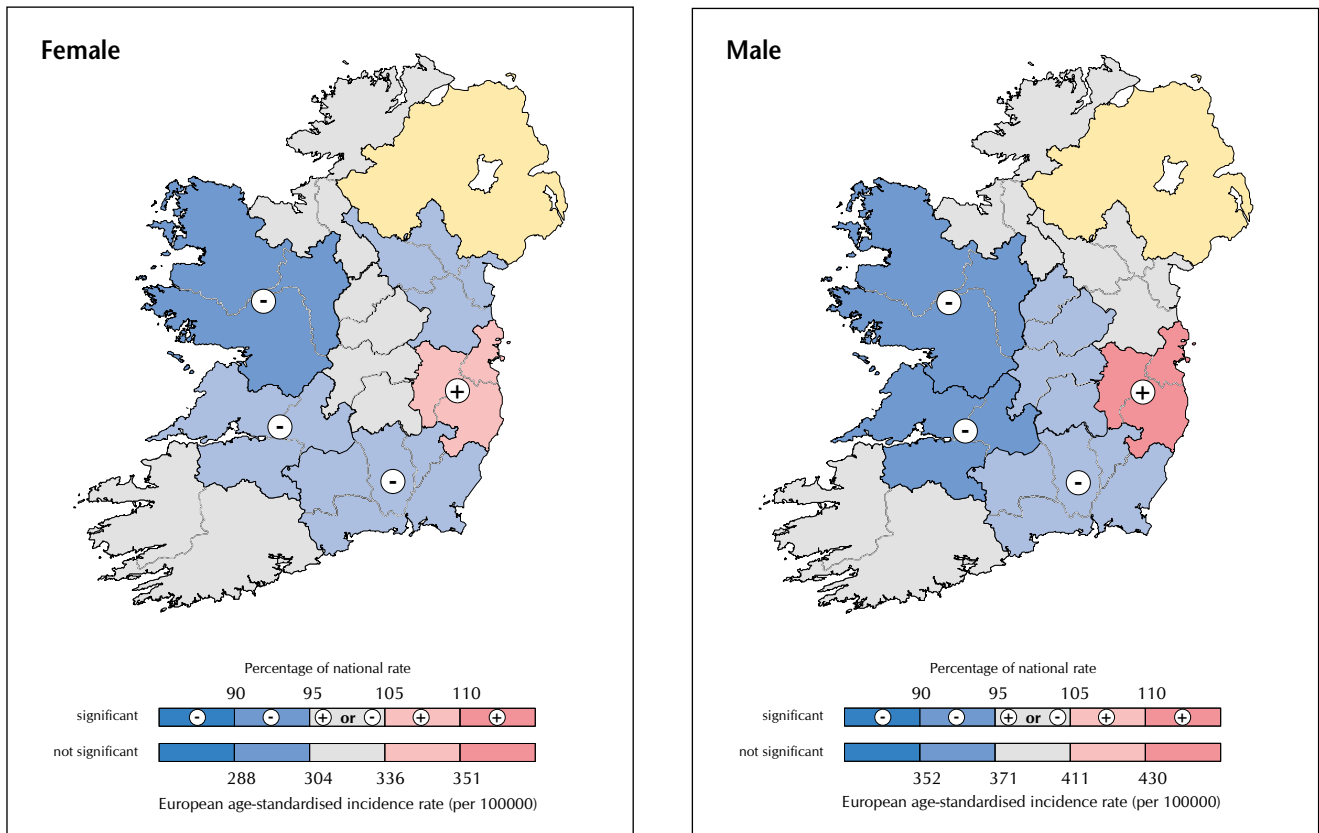 Female
-
+
-
-
Percentage of national rate
90 95 105 110
significant - - + or - + +
not significant
288 304 336 351
European age-standardised incidence rate (per 100000)
Male
-
+
-
-
Percentage of national rate
90 95 105 110
significant - - + or - + +
not significant
352 371 411 430
European age-standardised incidence rate (per 100000)